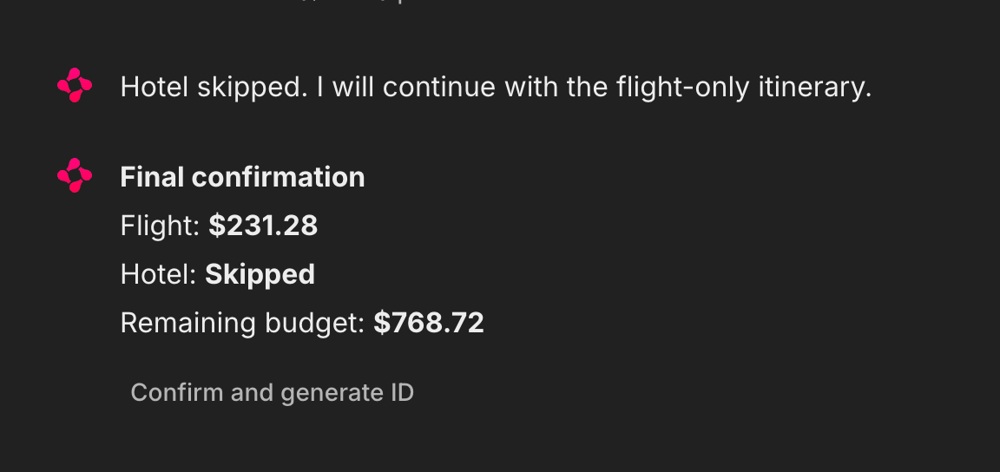 Hotel skipped. I will continue with the flight-only itinerary.
Final confirmation
Flight: $231.28
Hotel: Skipped
Remaining budget: $768.72
Confirm and generate ID